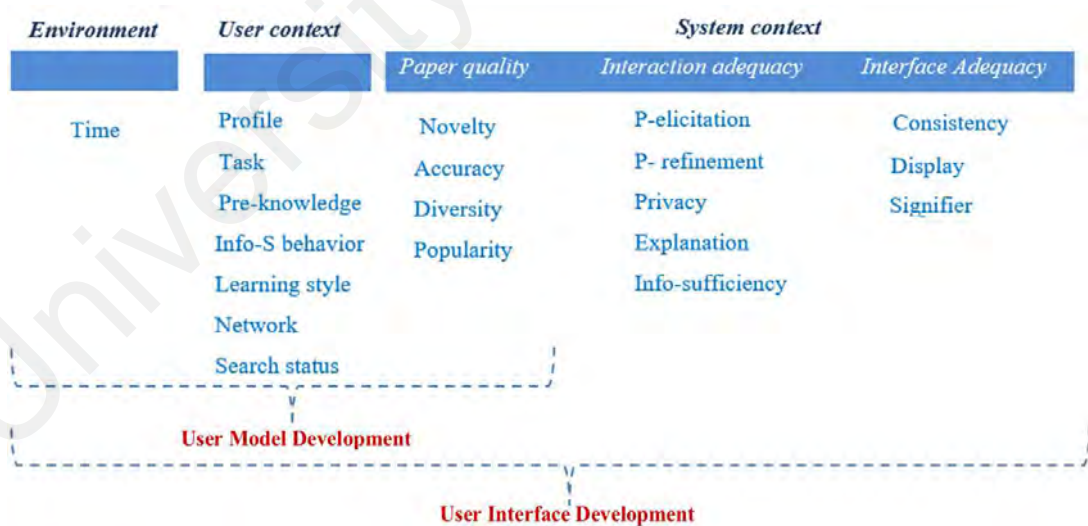 Environment User context System context
Paper quality Interaction adequacy Interface Adequacy
Time
Profile
Task
Pre-knowledge
Info-S behavior
Learning style
Network
Search status
Novelty
Accuracy
Diversity
Popularity
P-elicitation
P- refinement
Privacy
Explanation
Info-sufficiency
Consistency
Display
Signifier
User Model Development
User Interface Development
University